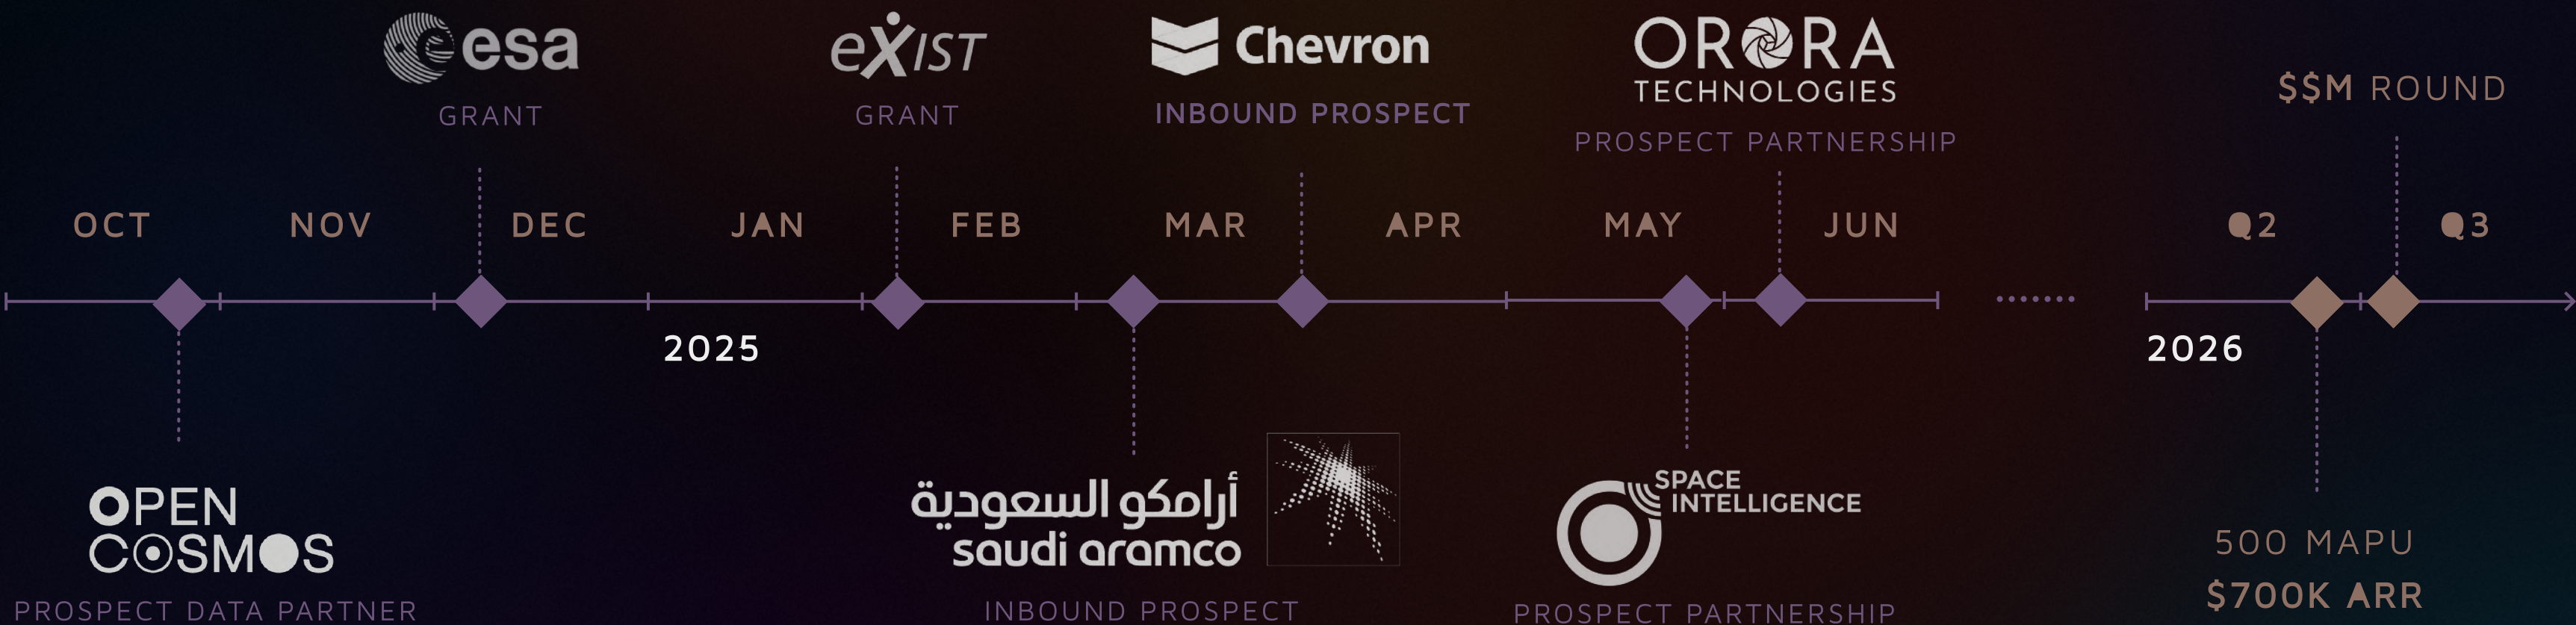 esa
GRANT
eXIST
GRANT
Chevron
INBOUND PROSPECT
ORORA
TECHNOLOGIES
PROSPECT PARTNERSHIP
$$M ROUND
OCT
NOV
DEC
JAN
FEB
MAR
APR
MAY
JUN
Q2
Q3
2025
2026
OPEN
COSMOS
PROSPECT DATA PARTNER
أرامكو السعودية
saudi aramco
INBOUND PROSPECT
SPACE
INTELLIGENCE
PROSPECT PARTNERSHIP
500 MAPU
$700K ARR